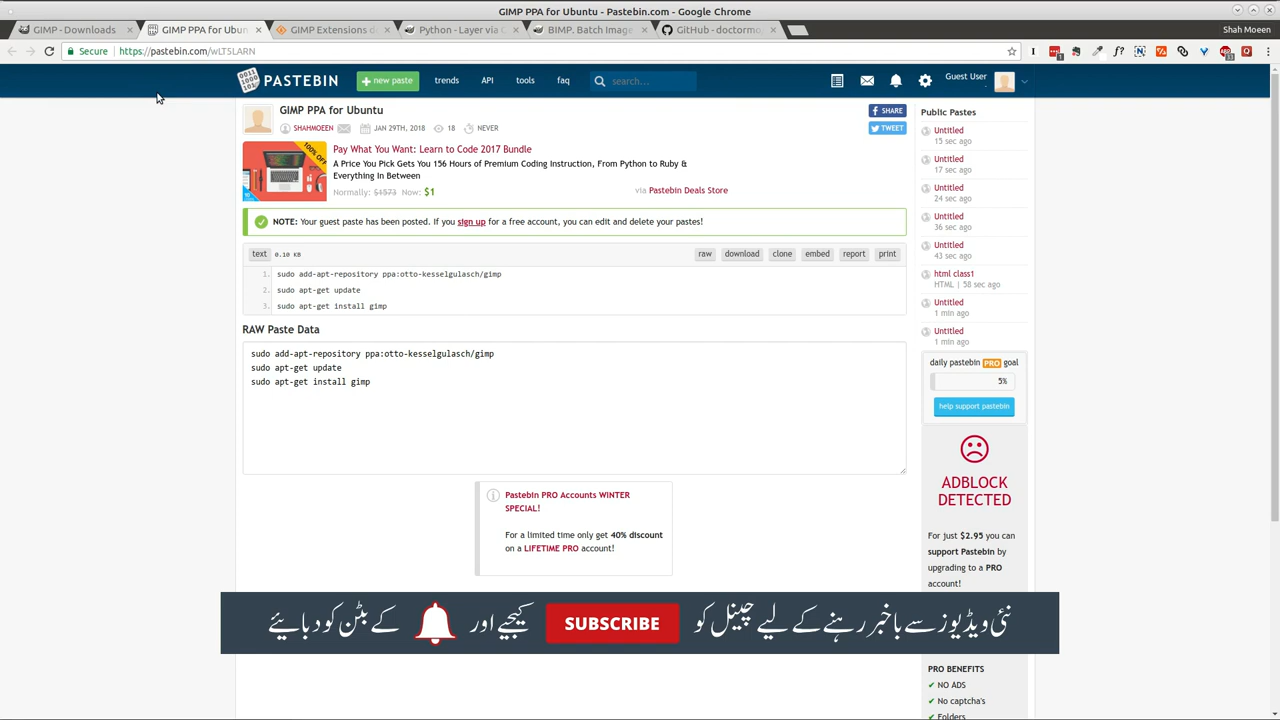 GIMP PPA for Ubuntu - Pastebin.com - Google Chrome
GIMP - Downloads
GIMP PPA for Ubun
GIMP Extensions d
Python - Layer via C
BIMP. Batch Image
GitHub - doctormo
Shah Moeen
Secure
https://pastebin.com/wLT5LARN
PASTEBIN
new paste
trends
API
tools
faq
search...
Guest User
GIMP PPA for Ubuntu
SHAHMOEEN
JAN 29TH, 2018
18
NEVER
SHARE
TWEET
100% OFF
Pay What You Want: Learn to Code 2017 Bundle
A Price You Pick Gets You 156 Hours of Premium Coding Instruction, From Python to Ruby &
Everything In Between
Normally: $1573 Now: $1
via Pastebin Deals Store
NOTE: Your guest paste has been posted. If you sign up for a free account, you can edit and delete your pastes!
text 0.10 KB
raw
download
clone
embed
report
print
1. sudo add-apt-repository ppa:otto-kesselgulasch/gimp
2. sudo apt-get update
3. sudo apt-get install gimp
RAW Paste Data
sudo add-apt-repository ppa:otto-kesselgulasch/gimp
sudo apt-get update
sudo apt-get install gimp
Pastebin PRO Accounts WINTER
SPECIAL!
For a limited time only get 40% discount
on a LIFETIME PRO account!
Public Pastes
Untitled
15 sec ago
Untitled
17 sec ago
Untitled
24 sec ago
Untitled
36 sec ago
Untitled
43 sec ago
html class1
HTML | 58 sec ago
Untitled
1 min ago
Untitled
1 min ago
daily pastebin PRO goal
5%
help support pastebin
ADBLOCK
DETECTED
For just $2.95 you can
support Pastebin by
upgrading to a PRO
account!
نئی ویڈیوز سے باخبر رہنے کے لیے چینل کو SUBSCRIBE کیجیے اور کے بٹن کو دبائیے
PRO BENEFITS
✔ NO ADS
✔ No captcha's
✔ Folders